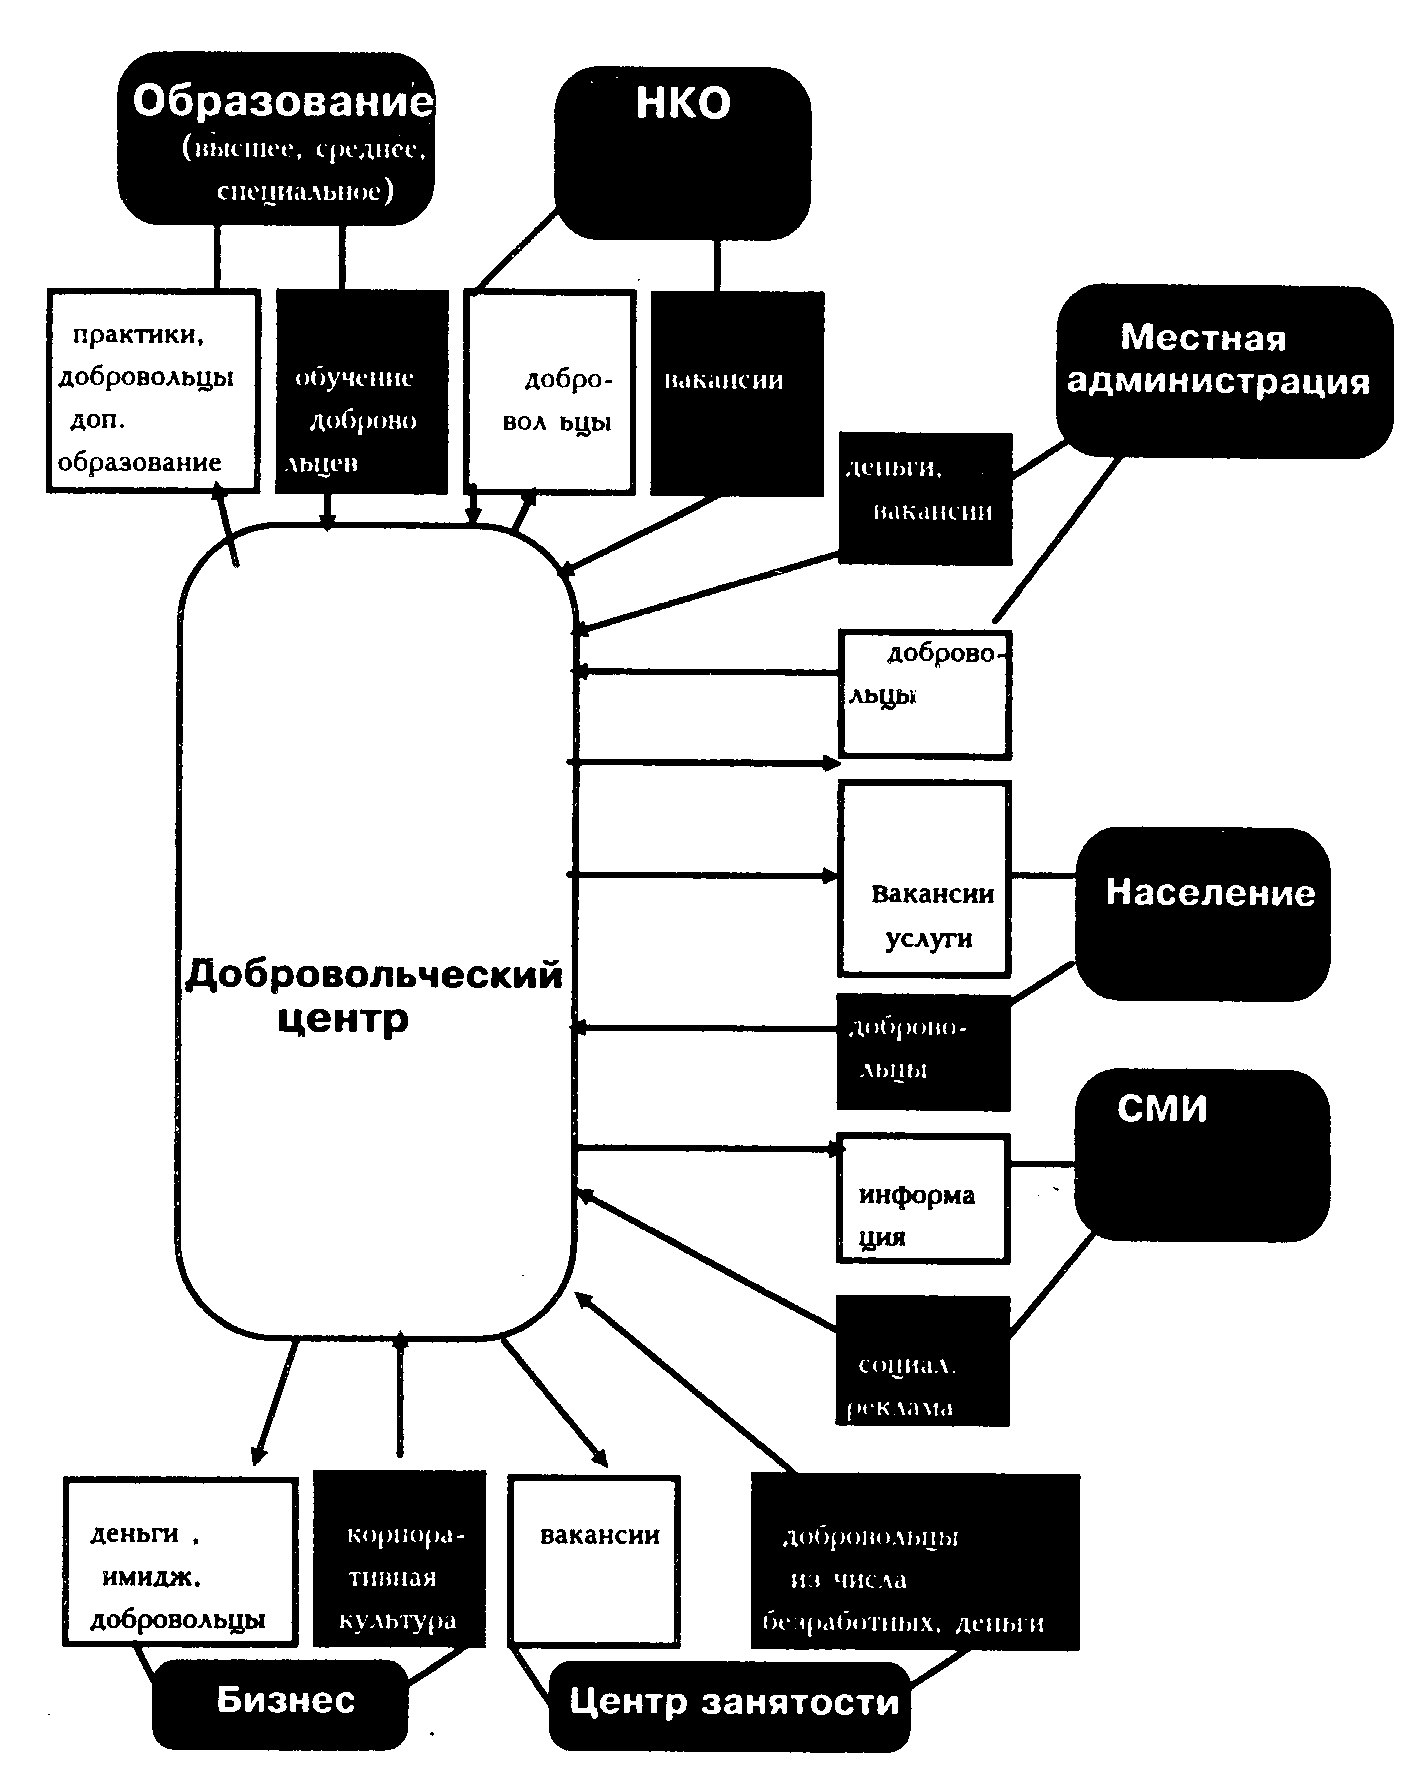 Образование
(высшее, среднее,
специальное)
НКО
практики,
добровольцы
доп.
образование
обучение
доброво
льцев
добро-
вол ьцы
вакансии
Местная
администрация
деньги,
вакансии
доброво-
льцы
Вакансии
услуги
Население
Добровольческий
центр
доброво-
льцы
СМИ
информа
ция
социал.
реклама
деньги ,
имидж,
добровольцы
корпора-
тивная
культура
вакансии
добровольцы
из числа
безработных, деньги
Бизнес
Центр занятости